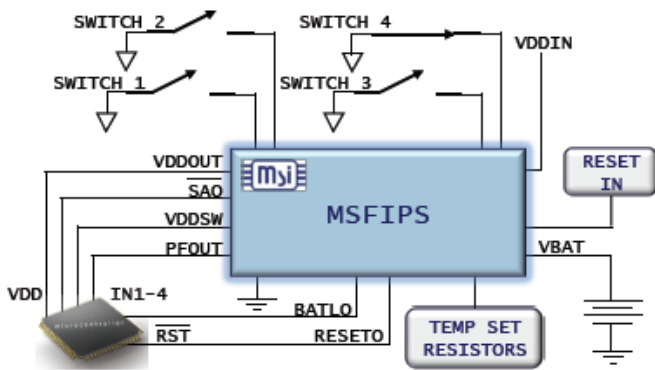 SWITCH 2
SWITCH 4
VDDIN
SWITCH 1
SWITCH 3
VDDOUT
msi
RESET
IN
SAO
MSFIPS
VDDSW
PFOUT
VBAT
VDD
IN1-4
microcontroller
BATLO
TEMP SET
RESISTORS
RST
RESETO